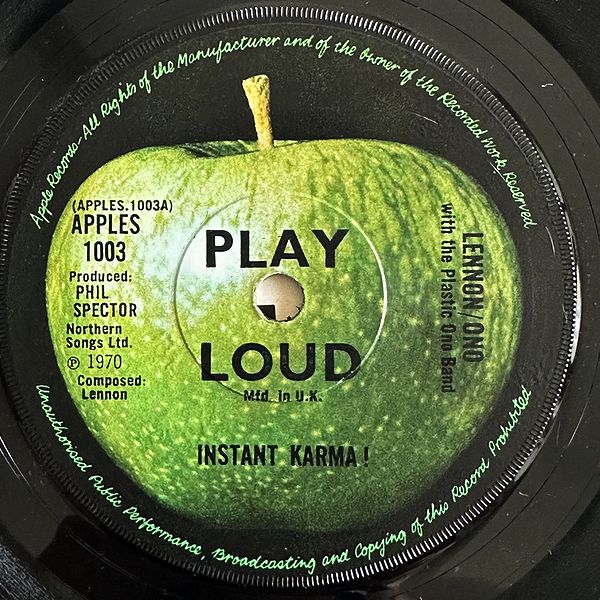 Apple Records-All Rights of the Manufacturer and of the Owner of the Recorded Work Reserved
(APPLES.1003A)
APPLES
1003
Produced:
PHIL
SPECTOR
Northern
Songs Ltd.
℗ 1970
Composed:
Lennon
PLAY
LOUD
Mfd. in U.K.
INSTANT KARMA!
LENNON/ONO
with the Plastic Ono Band
Unauthorised Public Performance, Broadcasting and Copying of this Record Prohibited